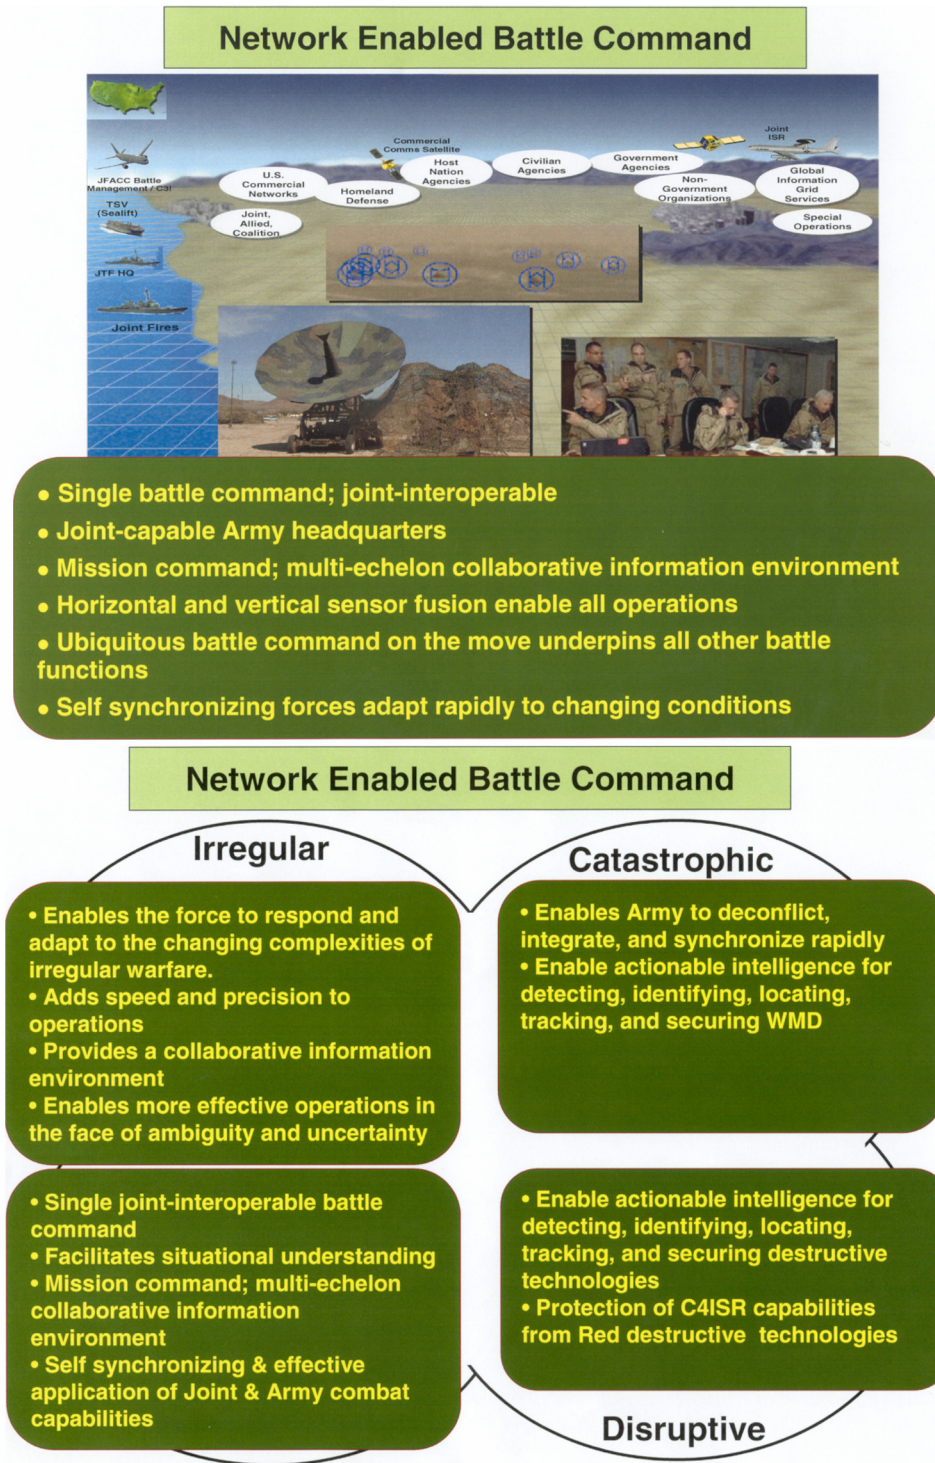 Network Enabled Battle Command
Commercial
Comms Satellite
Joint
ISR
JFACC Battle
Management / C3I
U.S.
Commercial
Networks
Homeland
Defense
Host
Nation
Agencies
Civilian
Agencies
Government
Agencies
Non-
Government
Organizations
Global
Information
Grid
Services
TSV
(Sealift)
Joint,
Allied,
Coalition
Special
Operations
JTF HQ
Joint Fires
● Single battle command; joint-interoperable
● Joint-capable Army headquarters
● Mission command; multi-echelon collaborative information environment
● Horizontal and vertical sensor fusion enable all operations
● Ubiquitous battle command on the move underpins all other battle
functions
● Self synchronizing forces adapt rapidly to changing conditions
Network Enabled Battle Command
Irregular
• Enables the force to respond and
adapt to the changing complexities of
irregular warfare.
• Adds speed and precision to
operations
• Provides a collaborative information
environment
• Enables more effective operations in
the face of ambiguity and uncertainty
Catastrophic
• Enables Army to deconflict,
integrate, and synchronize rapidly
• Enable actionable intelligence for
detecting, identifying, locating,
tracking, and securing WMD
• Single joint-interoperable battle
command
• Facilitates situational understanding
• Mission command; multi-echelon
collaborative information
environment
• Self synchronizing & effective
application of Joint & Army combat
capabilities
• Enable actionable intelligence for
detecting, identifying, locating,
tracking, and securing destructive
technologies
• Protection of C4ISR capabilities
from Red destructive technologies
Disruptive